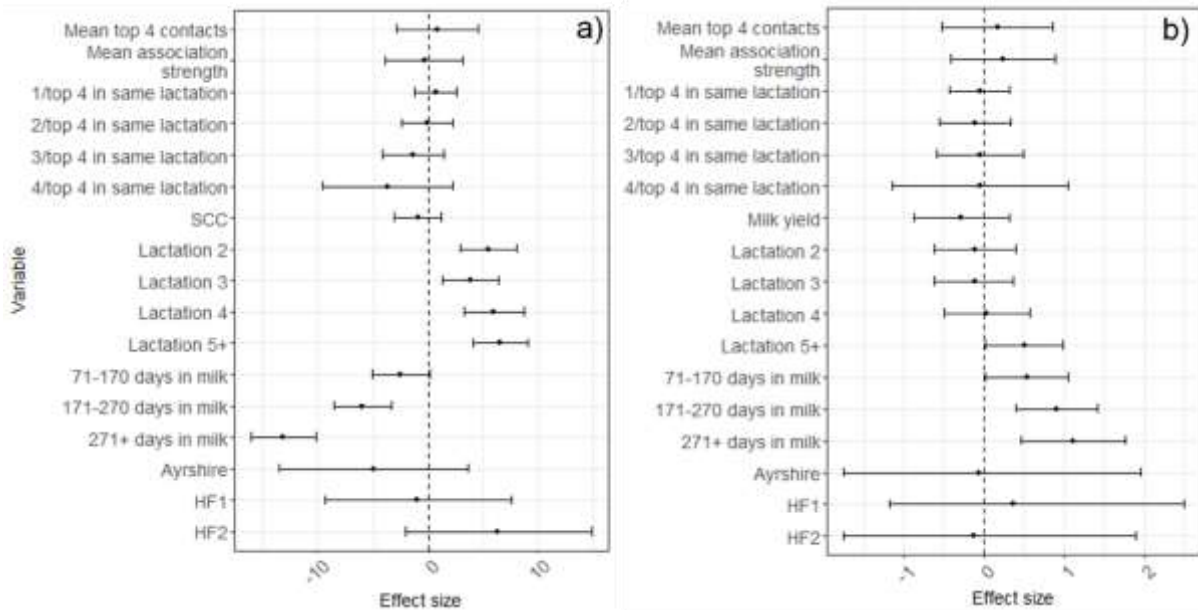 a)
Variable
Mean top 4 contacts
Mean association
strength
1/top 4 in same lactation
2/top 4 in same lactation
3/top 4 in same lactation
4/top 4 in same lactation
SCC
Lactation 2
Lactation 3
Lactation 4
Lactation 5+
71-170 days in milk
171-270 days in milk
271+ days in milk
Ayrshire
HF1
HF2
-10
0
10
Effect size
b)
Mean top 4 contacts
Mean association
strength
1/top 4 in same lactation
2/top 4 in same lactation
3/top 4 in same lactation
4/top 4 in same lactation
Milk yield
Lactation 2
Lactation 3
Lactation 4
Lactation 5+
71-170 days in milk
171-270 days in milk
271+ days in milk
Ayrshire
HF1
HF2
-1
0
1
2
Effect size